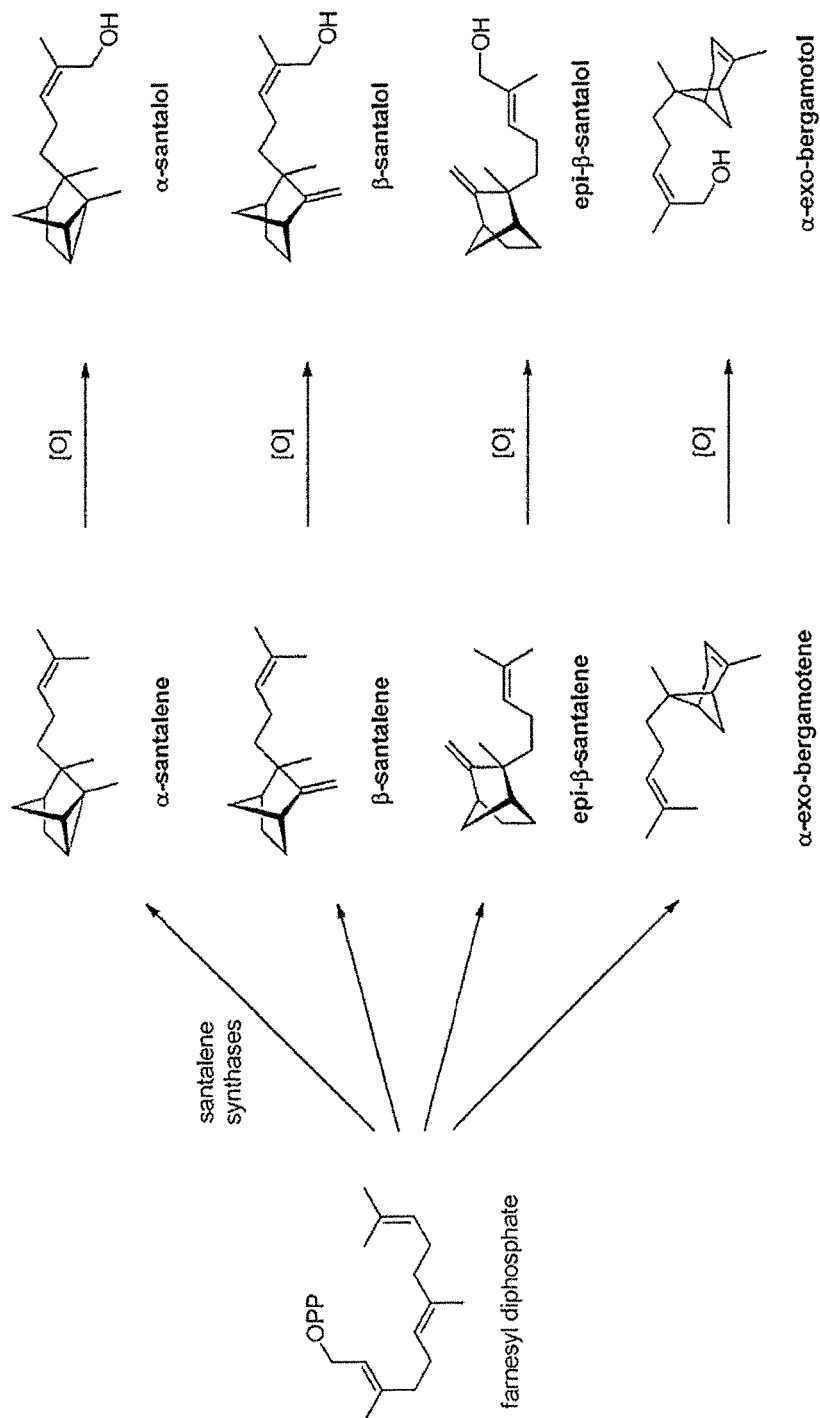 OPP
farnesyl diphosphate
santalene
synthases
α-santalene
[O]
OH
α-santalol
β-santalene
[O]
OH
β-santalol
epi-β-santalene
[O]
OH
epi-β-santalol
α-exo-bergamotene
[O]
OH
α-exo-bergamotol